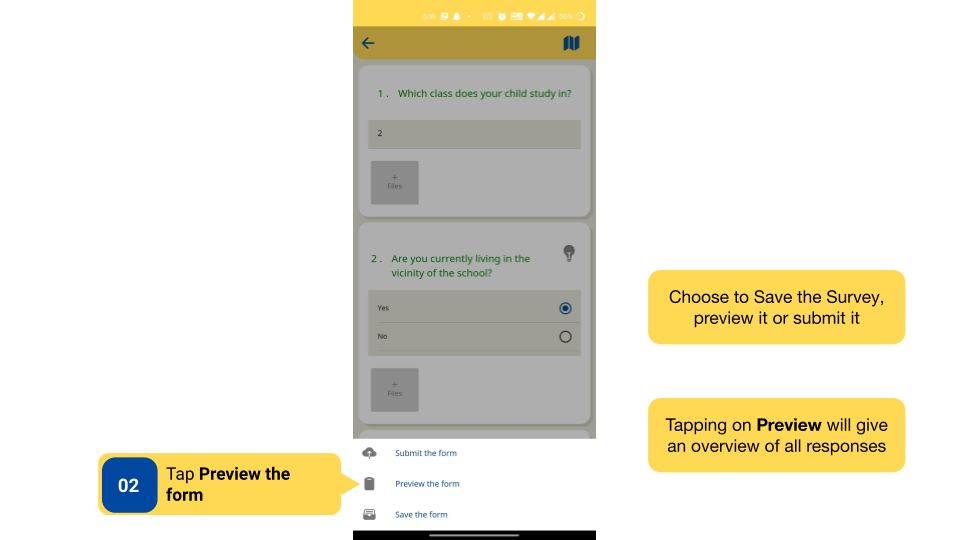 1 . Which class does your child study in?
2
+
Files
2 . Are you currently living in the
vicinity of the school?
Yes
No
+
Files
Submit the form
Preview the form
Save the form
02
Tap Preview the
form
Choose to Save the Survey,
preview it or submit it
Tapping on Preview will give
an overview of all responses